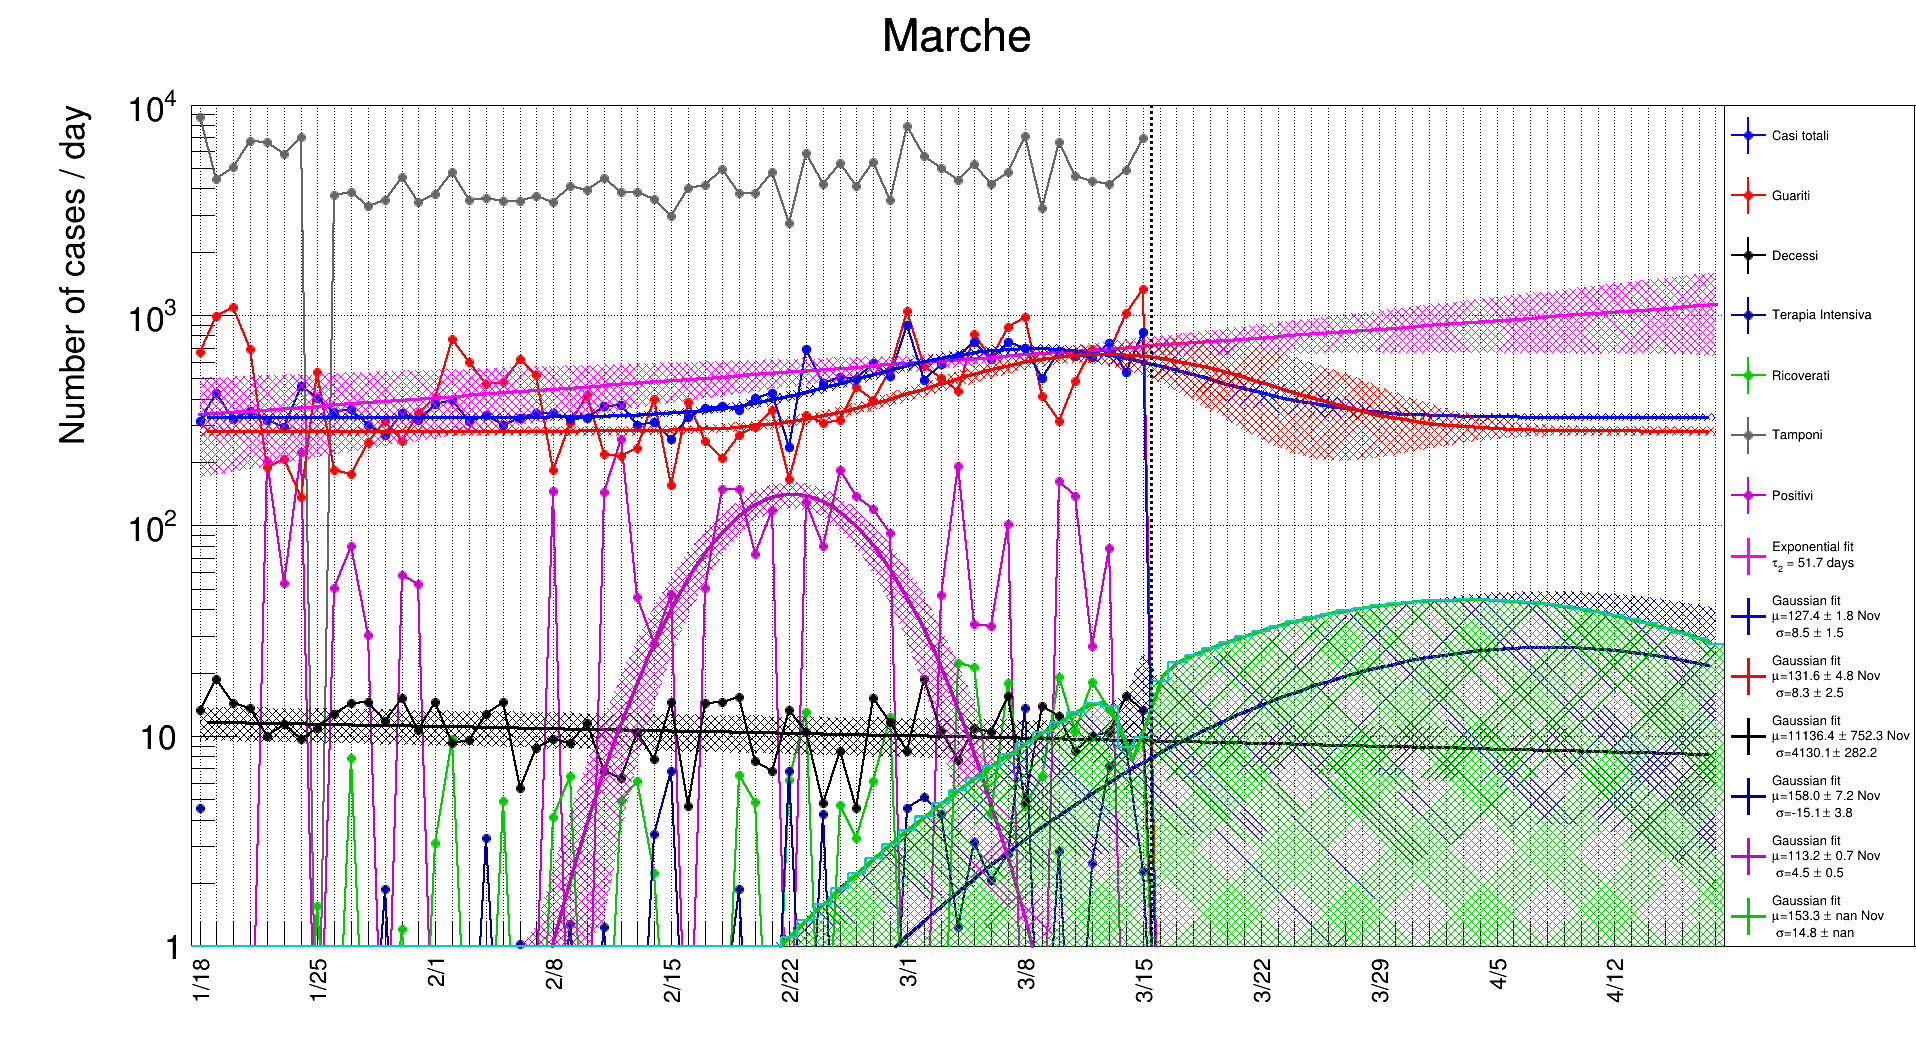 Marche
Number of cases / day
10^4
10^3
10^2
10
1
1/18
1/25
2/1
2/8
2/15
2/22
3/1
3/8
3/15
3/22
3/29
4/5
4/12
Casi totali
Guariti
Decessi
Terapia Intensiva
Ricoverati
Tamponi
Positivi
Exponential fit
τ₂ = 51.7 days
Gaussian fit
μ=127.4 ± 1.8 Nov
σ=8.5 ± 1.5
Gaussian fit
μ=131.6 ± 4.8 Nov
σ=8.3 ± 2.5
Gaussian fit
μ=11136.4 ± 752.3 Nov
σ=4130.1 ± 282.2
Gaussian fit
μ=158.0 ± 7.2 Nov
σ=-15.1 ± 3.8
Gaussian fit
μ=113.2 ± 0.7 Nov
σ=4.5 ± 0.5
Gaussian fit
μ=153.3 ± nan Nov
σ=14.8 ± nan